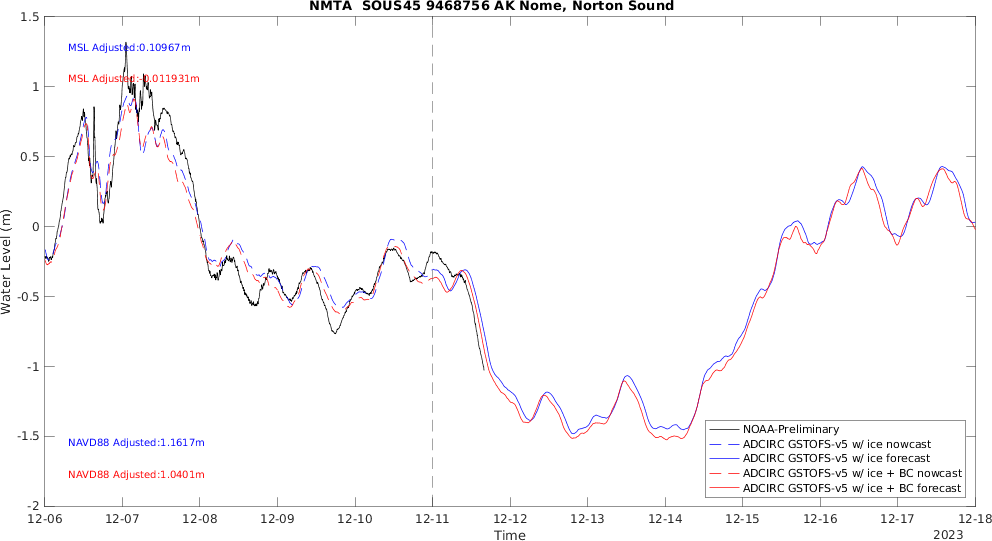 NMTA SOUS45 9468756 AK Nome, Norton Sound
1.5
1
0.5
0
-0.5
-1
-1.5
-2
Water Level (m)
MSL Adjusted:0.10967m
MSL Adjusted:-0.011931m
NAVD88 Adjusted:1.1617m
NAVD88 Adjusted:1.0401m
NOAA-Preliminary
ADCIRC GSTOFS-v5 w/ ice nowcast
ADCIRC GSTOFS-v5 w/ ice forecast
ADCIRC GSTOFS-v5 w/ ice + BC nowcast
ADCIRC GSTOFS-v5 w/ ice + BC forecast
12-06 12-07 12-08 12-09 12-10 12-11 12-12 12-13 12-14 12-15 12-16 12-17 12-18
Time
2023